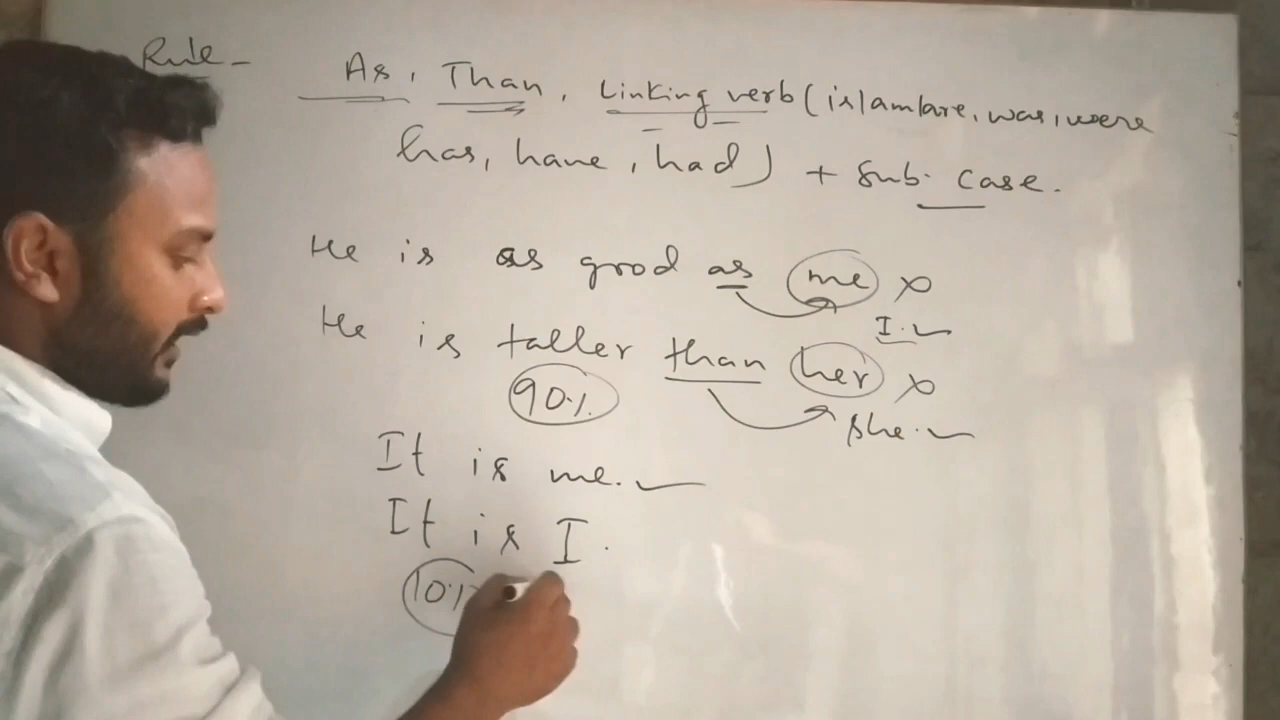 Rule -
As, Than, Linking verb (is/am/are, was, were
has, have, had) + Sub. case.
He is as good as me ×
I. ✓
He is taller than her ×
90%
she. ✓
It is me. ✓
It is I.
10%